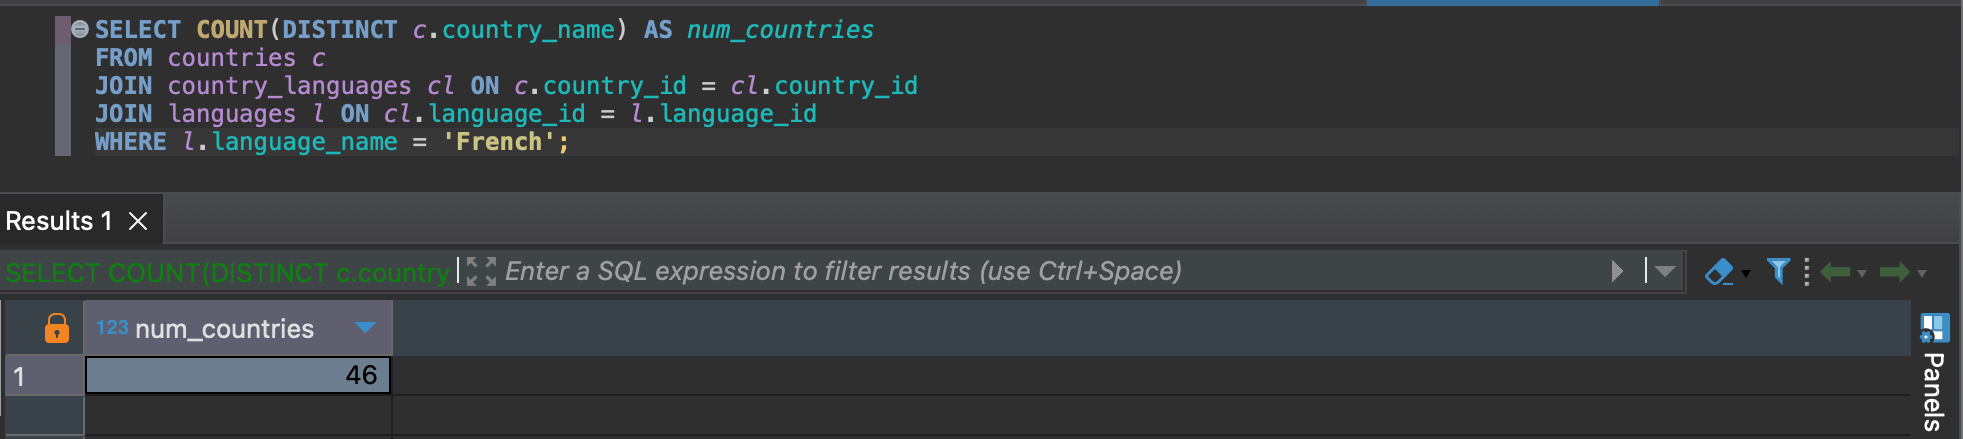 SELECT COUNT(DISTINCT c.country_name) AS num_countries
FROM countries c
JOIN country_languages cl ON c.country_id = cl.country_id
JOIN languages l ON cl.language_id = l.language_id
WHERE l.language_name = 'French';
Results 1
SELECT COUNT(DISTINCT c.country Enter a SQL expression to filter results (use Ctrl+Space)
123 num_countries
1 46
Panels